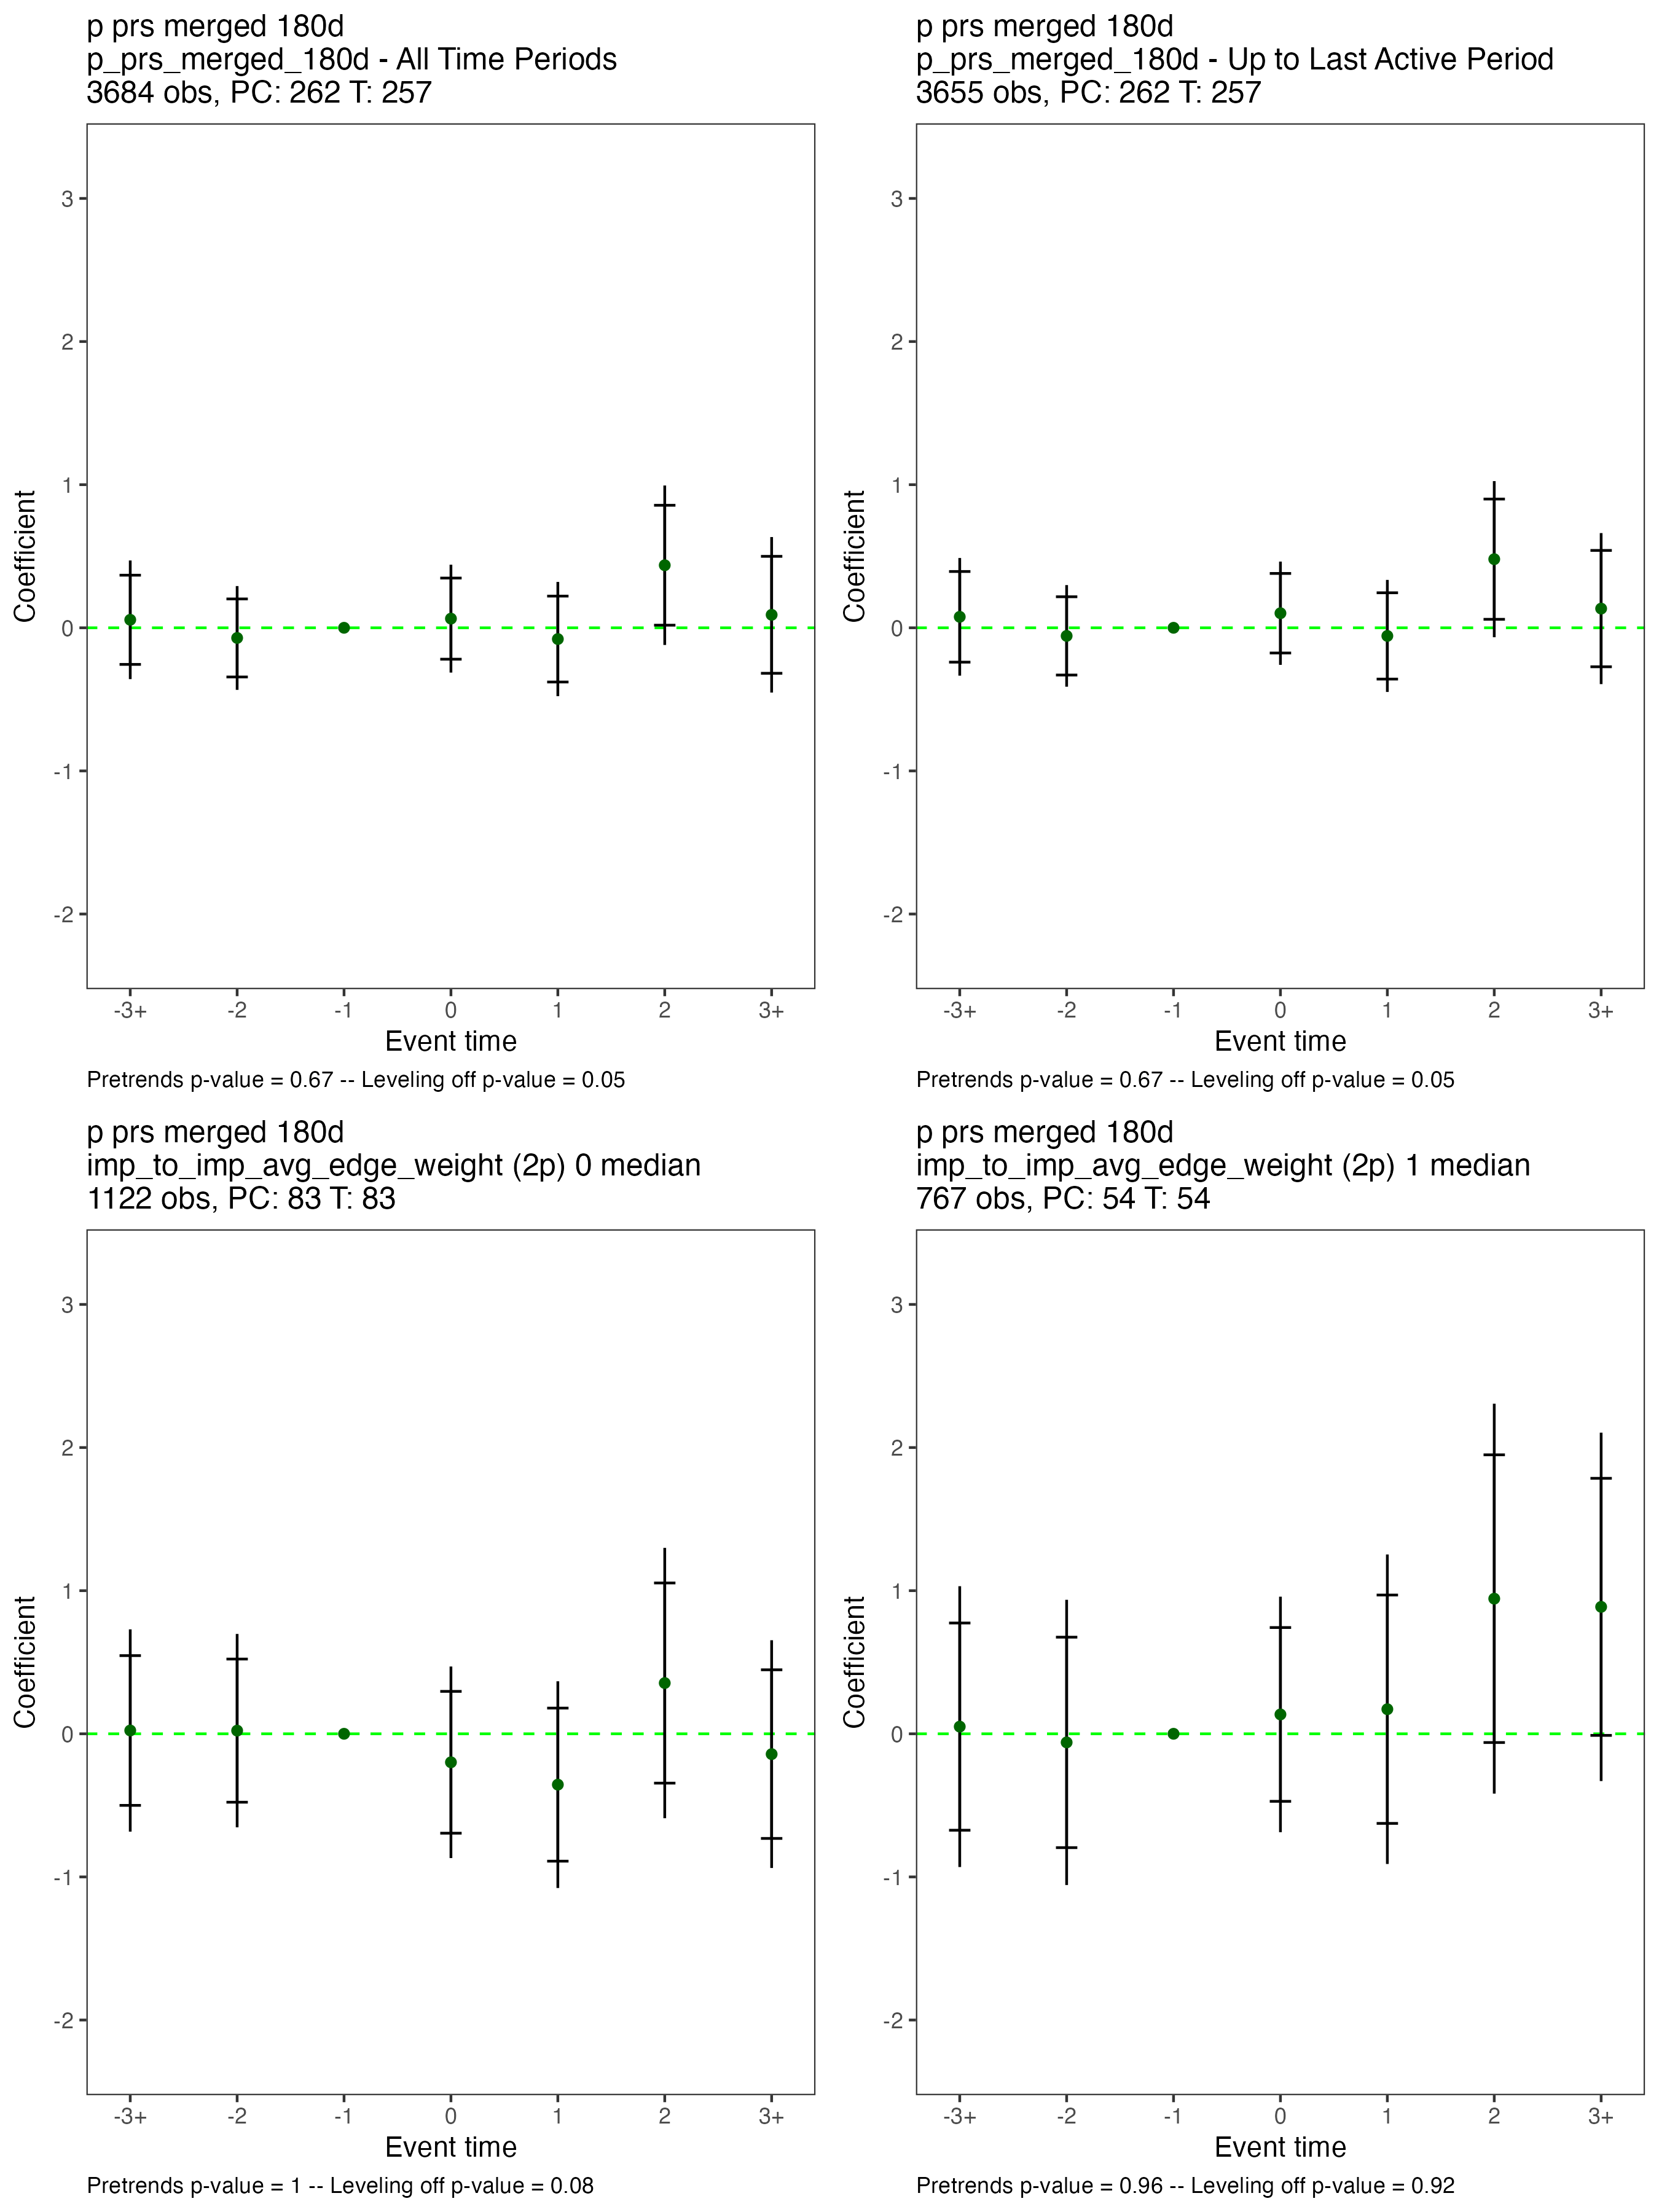 p prs merged 180d
p_prs_merged_180d - All Time Periods
3684 obs, PC: 262 T: 257
3
2
1
0
-1
-2
Coefficient
-3+ -2 -1 0 1 2 3+
Event time
Pretrends p-value = 0.67 -- Leveling off p-value = 0.05
p prs merged 180d
p_prs_merged_180d - Up to Last Active Period
3655 obs, PC: 262 T: 257
3
2
1
0
-1
-2
Coefficient
-3+ -2 -1 0 1 2 3+
Event time
Pretrends p-value = 0.67 -- Leveling off p-value = 0.05
p prs merged 180d
imp_to_imp_avg_edge_weight (2p) 0 median
1122 obs, PC: 83 T: 83
3
2
1
0
-1
-2
Coefficient
-3+ -2 -1 0 1 2 3+
Event time
Pretrends p-value = 1 -- Leveling off p-value = 0.08
p prs merged 180d
imp_to_imp_avg_edge_weight (2p) 1 median
767 obs, PC: 54 T: 54
3
2
1
0
-1
-2
Coefficient
-3+ -2 -1 0 1 2 3+
Event time
Pretrends p-value = 0.96 -- Leveling off p-value = 0.92